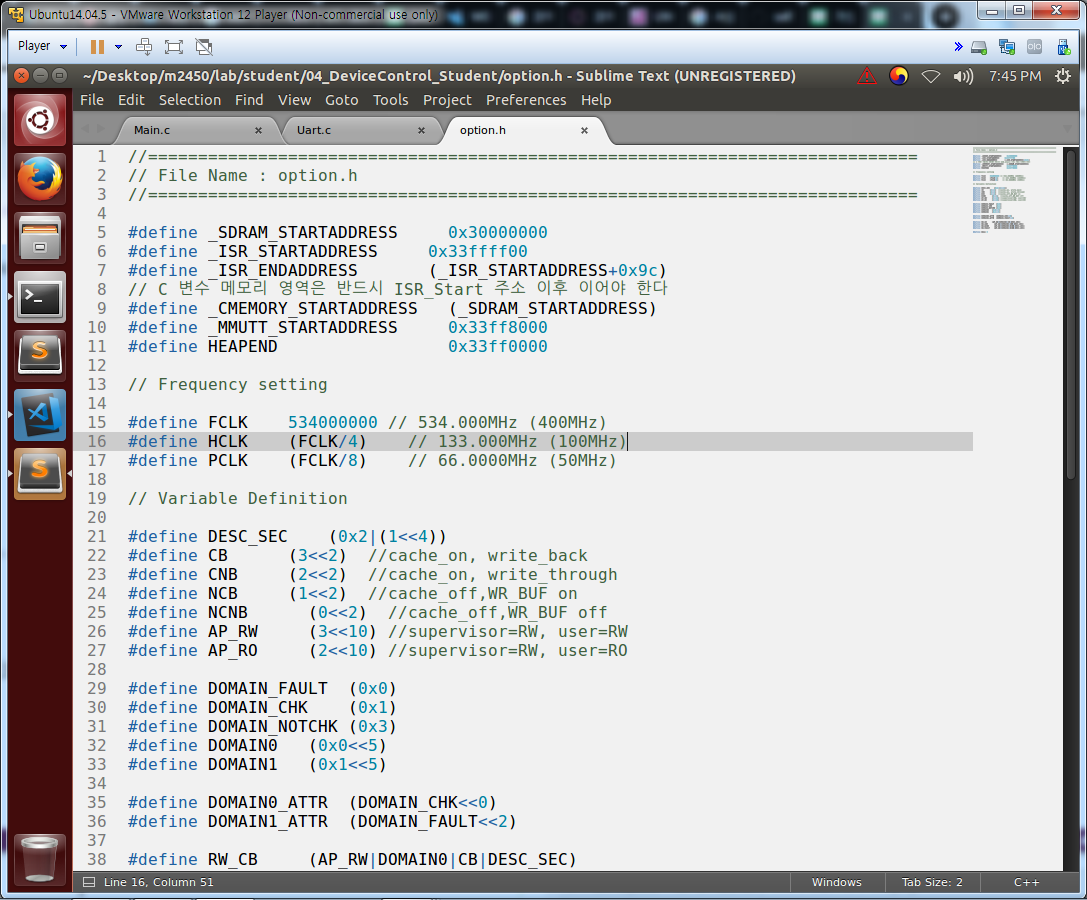 Ubuntu14.04.5 - VMware Workstation 12 Player (Non-commercial use only)
Player
~/Desktop/m2450/lab/student/04_DeviceControl_Student/option.h - Sublime Text (UNREGISTERED)
7:45 PM
File Edit Selection Find View Goto Tools Project Preferences Help
Main.c × Uart.c × option.h ×
1 //=============================================================================
2 // File Name : option.h
3 //=============================================================================
4
5 #define _SDRAM_STARTADDRESS 0x30000000
6 #define _ISR_STARTADDRESS 0x33ffff00
7 #define _ISR_ENDADDRESS (_ISR_STARTADDRESS+0x9c)
8 // C 변수 메모리 영역은 반드시 ISR_Start 주소 이후 이어야 한다
9 #define _CMEMORY_STARTADDRESS (_SDRAM_STARTADDRESS)
10 #define _MMUTT_STARTADDRESS 0x33ff8000
11 #define HEAPEND 0x33ff0000
12
13 // Frequency setting
14
15 #define FCLK 534000000 // 534.000MHz (400MHz)
16 #define HCLK (FCLK/4) // 133.000MHz (100MHz)
17 #define PCLK (FCLK/8) // 66.0000MHz (50MHz)
18
19 // Variable Definition
20
21 #define DESC_SEC (0x2|(1<<4))
22 #define CB (3<<2) //cache_on, write_back
23 #define CNB (2<<2) //cache_on, write_through
24 #define NCB (1<<2) //cache_off,WR_BUF on
25 #define NCNB (0<<2) //cache_off,WR_BUF off
26 #define AP_RW (3<<10) //supervisor=RW, user=RW
27 #define AP_RO (2<<10) //supervisor=RW, user=RO
28
29 #define DOMAIN_FAULT (0x0)
30 #define DOMAIN_CHK (0x1)
31 #define DOMAIN_NOTCHK (0x3)
32 #define DOMAIN0 (0x0<<5)
33 #define DOMAIN1 (0x1<<5)
34
35 #define DOMAIN0_ATTR (DOMAIN_CHK<<0)
36 #define DOMAIN1_ATTR (DOMAIN_FAULT<<2)
37
38 #define RW_CB (AP_RW|DOMAIN0|CB|DESC_SEC)
Line 16, Column 51 Windows Tab Size: 2 C++